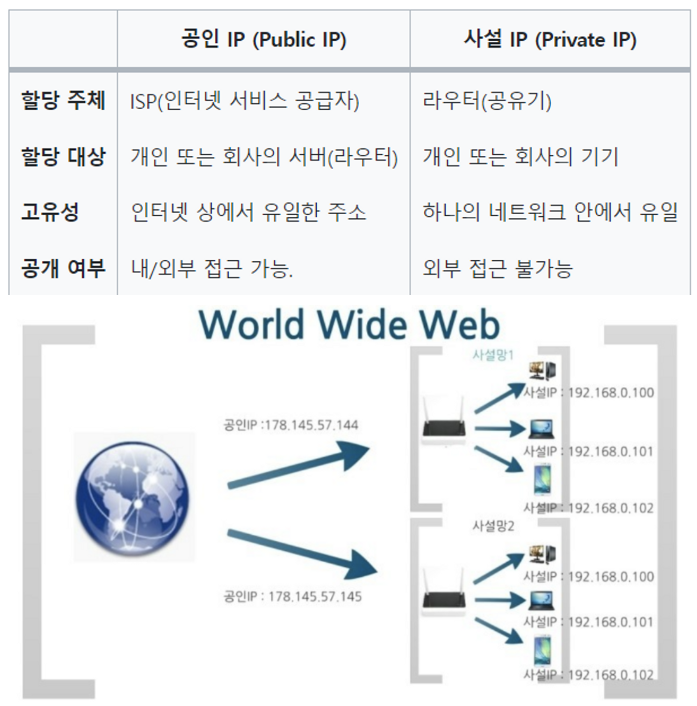 공인 IP (Public IP) 사설 IP (Private IP)
할당 주체 ISP(인터넷 서비스 공급자) 라우터(공유기)
할당 대상 개인 또는 회사의 서버(라우터) 개인 또는 회사의 기기
고유성 인터넷 상에서 유일한 주소 하나의 네트워크 안에서 유일
공개 여부 내/외부 접근 가능. 외부 접근 불가능
World Wide Web
사설망1
사설IP : 192.168.0.100
공인IP :178.145.57.144
사설IP : 192.168.0.101
사설IP : 192.168.0.102
사설망2
사설IP : 192.168.0.100
공인IP : 178.145.57.145
사설IP : 192.168.0.101
사설IP : 192.168.0.102